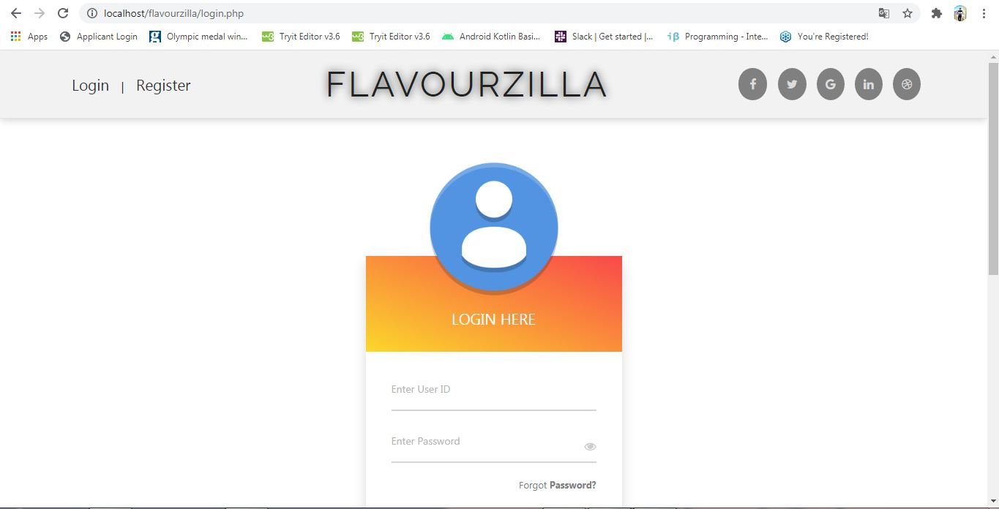 localhost/flavourzilla/login.php
Apps Applicant Login Olympic medal win... Tryit Editor v3.6 Tryit Editor v3.6 Android Kotlin Basi... Slack | Get started |... Programming - Inte... You're Registered!
Login | Register FLAVOURZILLA
LOGIN HERE
Enter User ID
Enter Password
Forgot Password?